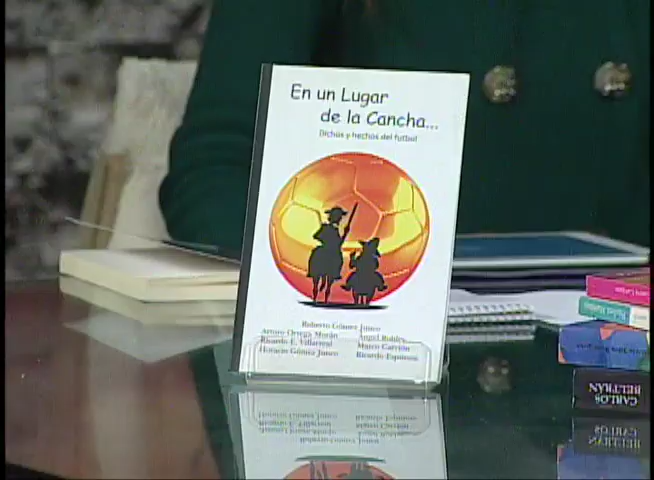 En un Lugar
de la Cancha...
Dichos y hechos del futbol
Roberto Gómez Junco
Arturo Ortega Morán Ángel Robles
Ricardo E. Villarreal Marco Garrido
Horacio Gómez Junco Ricardo Espinosa
CARLOS
BELTRÁN